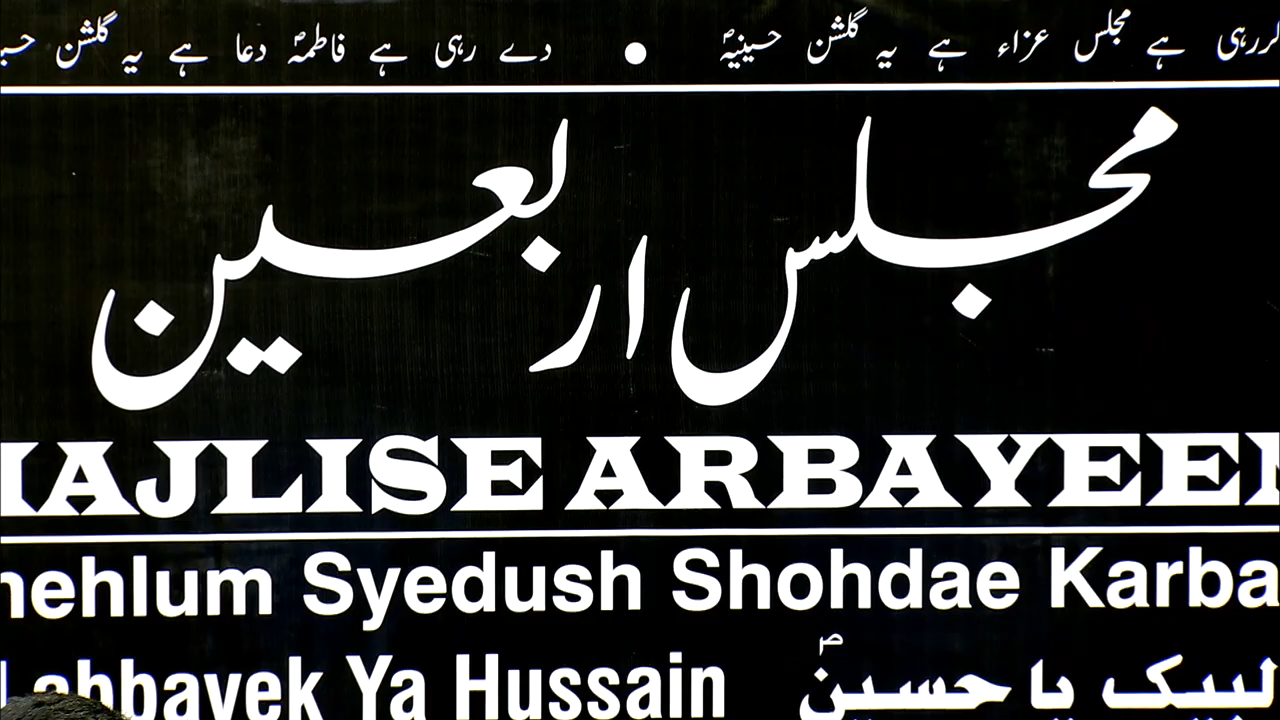 کررہی ہے مجلس عزاء ہے یہ گلشن حسینیہؑ • دے رہی ہے فاطمہؑ دعا ہے یہ گلشن
مجلس اربعین
MAJLISE ARBAYEEN
hehlum Syedush Shohdae Karba
Labbayek Ya Hussain لبیک یا حسینؑ